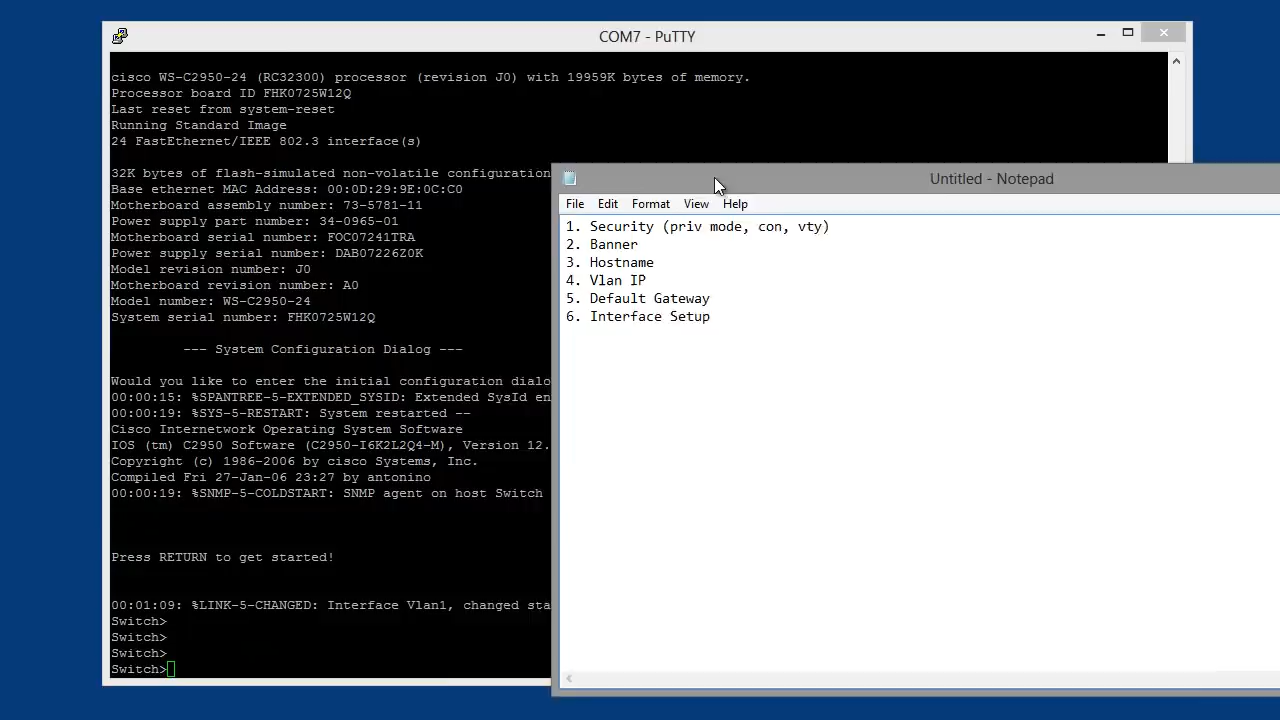 COM7 - PuTTY
cisco WS-C2950-24 (RC32300) processor (revision J0) with 19959K bytes of memory.
Processor board ID FHK0725W12Q
Last reset from system-reset
Running Standard Image
24 FastEthernet/IEEE 802.3 interface(s)
32K bytes of flash-simulated non-volatile configuration
Base ethernet MAC Address: 00:0D:29:9E:0C:C0
Motherboard assembly number: 73-5781-11
Power supply part number: 34-0965-01
Motherboard serial number: FOC07241TRA
Power supply serial number: DAB07226Z0K
Model revision number: J0
Motherboard revision number: A0
Model number: WS-C2950-24
System serial number: FHK0725W12Q
--- System Configuration Dialog ---
Would you like to enter the initial configuration dialo
00:00:15: %SPANTREE-5-EXTENDED_SYSID: Extended SysId en
00:00:19: %SYS-5-RESTART: System restarted --
Cisco Internetwork Operating System Software
IOS (tm) C2950 Software (C2950-I6K2L2Q4-M), Version 12.
Copyright (c) 1986-2006 by cisco Systems, Inc.
Compiled Fri 27-Jan-06 23:27 by antonino
00:00:19: %SNMP-5-COLDSTART: SNMP agent on host Switch
Press RETURN to get started!
00:01:09: %LINK-5-CHANGED: Interface Vlan1, changed sta
Switch>
Switch>
Switch>
Switch>
Untitled - Notepad
File Edit Format View Help
1. Security (priv mode, con, vty)
2. Banner
3. Hostname
4. Vlan IP
5. Default Gateway
6. Interface Setup